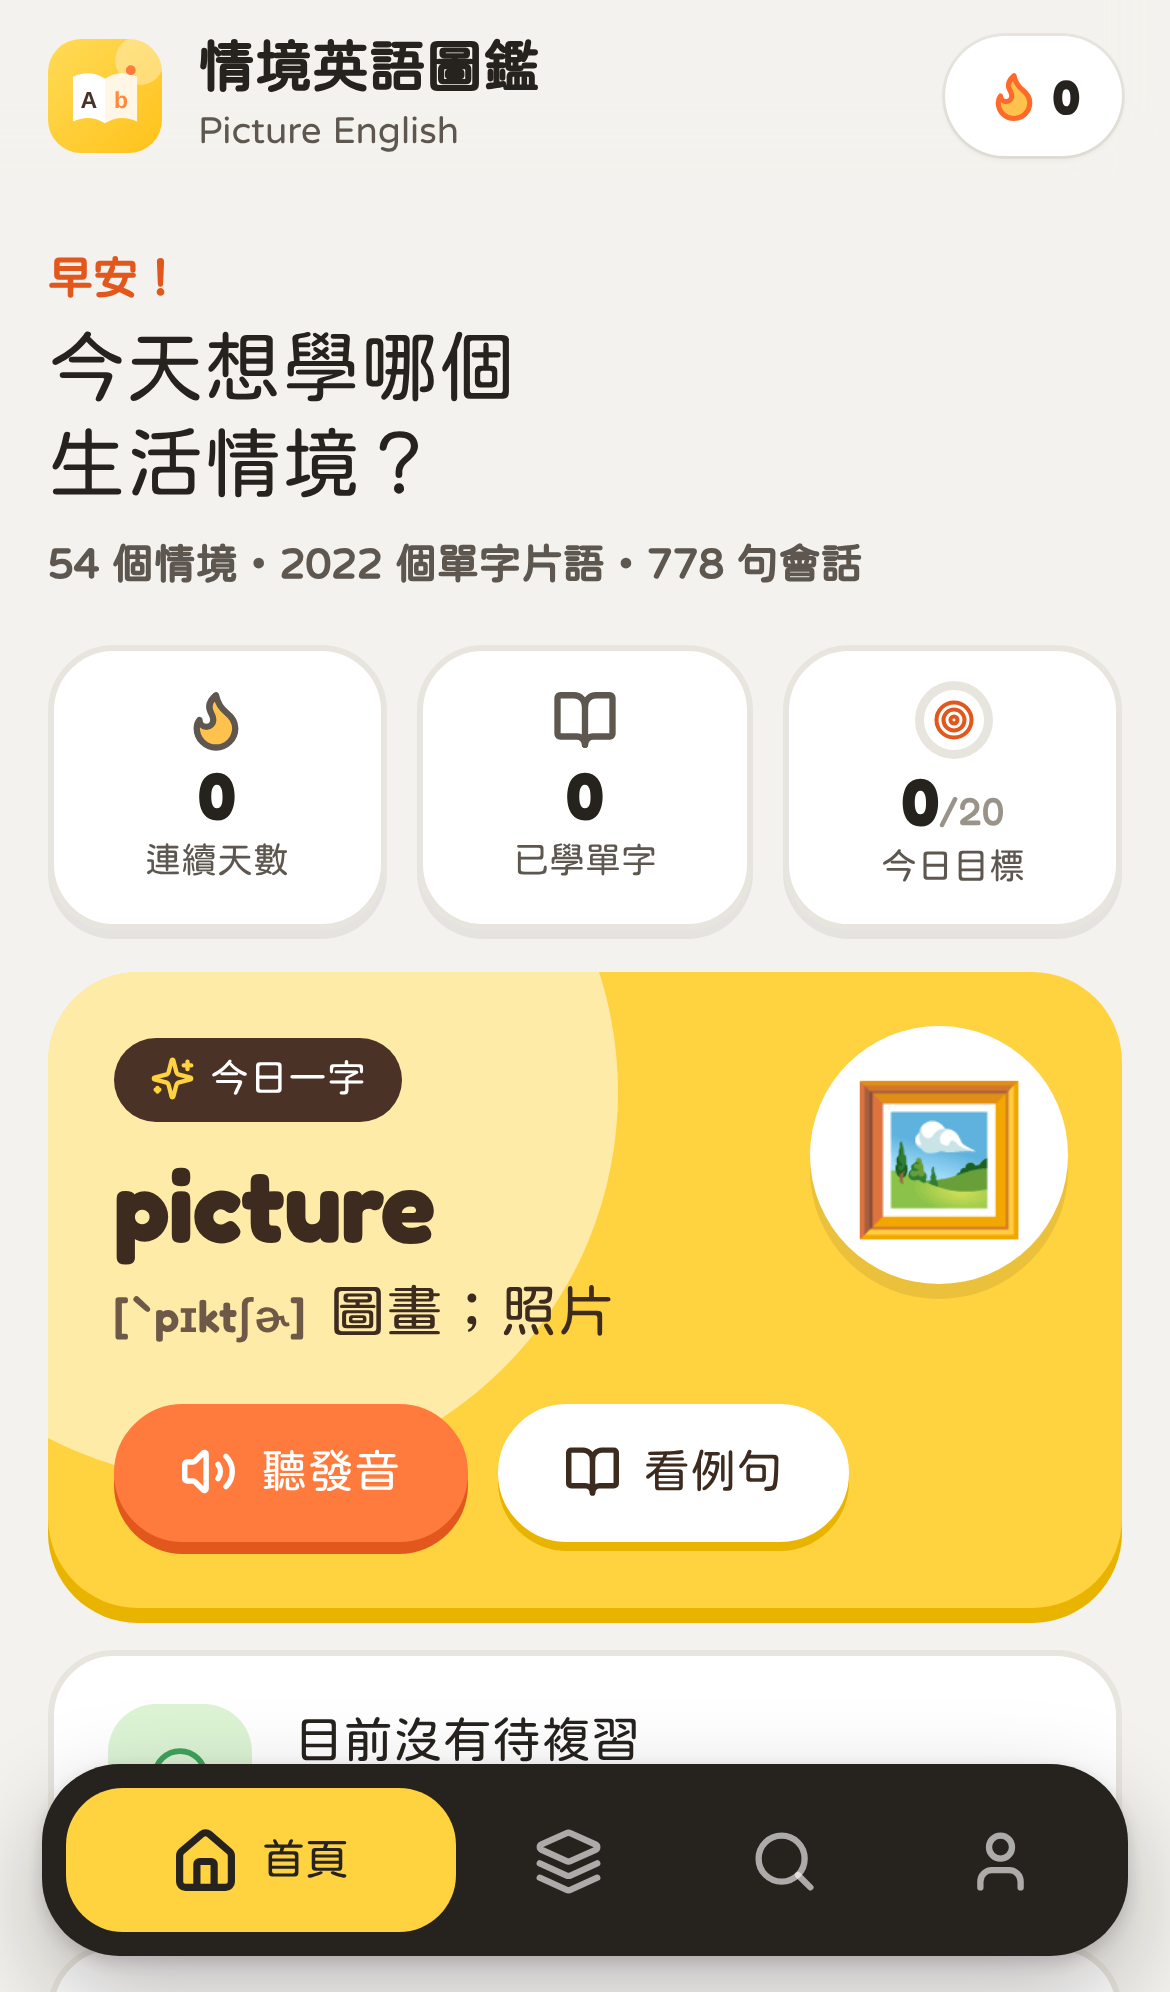 A b
情境英語圖鑑
Picture English
0
早安！
今天想學哪個
生活情境？
54 個情境・2022 個單字片語・778 句會話
0
連續天數
0
已學單字
0/20
今日目標
今日一字
picture
[ˋpɪktʃɚ] 圖畫；照片
聽發音
看例句
目前沒有待複習
首頁